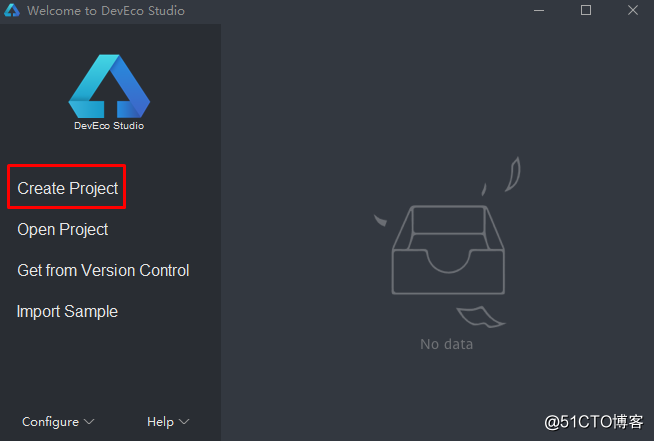 Welcome to DevEco Studio
DevEco Studio
Create Project
Open Project
Get from Version Control
Import Sample
No data
Configure
Help
@51CTO博客